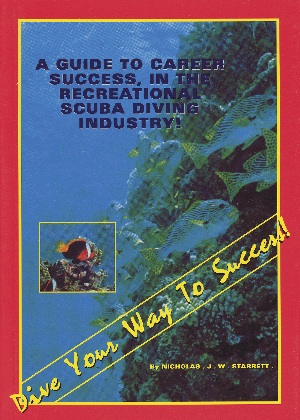 A GUIDE TO CAREER
SUCCESS, IN THE
RECREATIONAL
SCUBA DIVING
INDUSTRY!
Dive Your Way To Success!
By NICHOLAS . J . W . STARRETT .